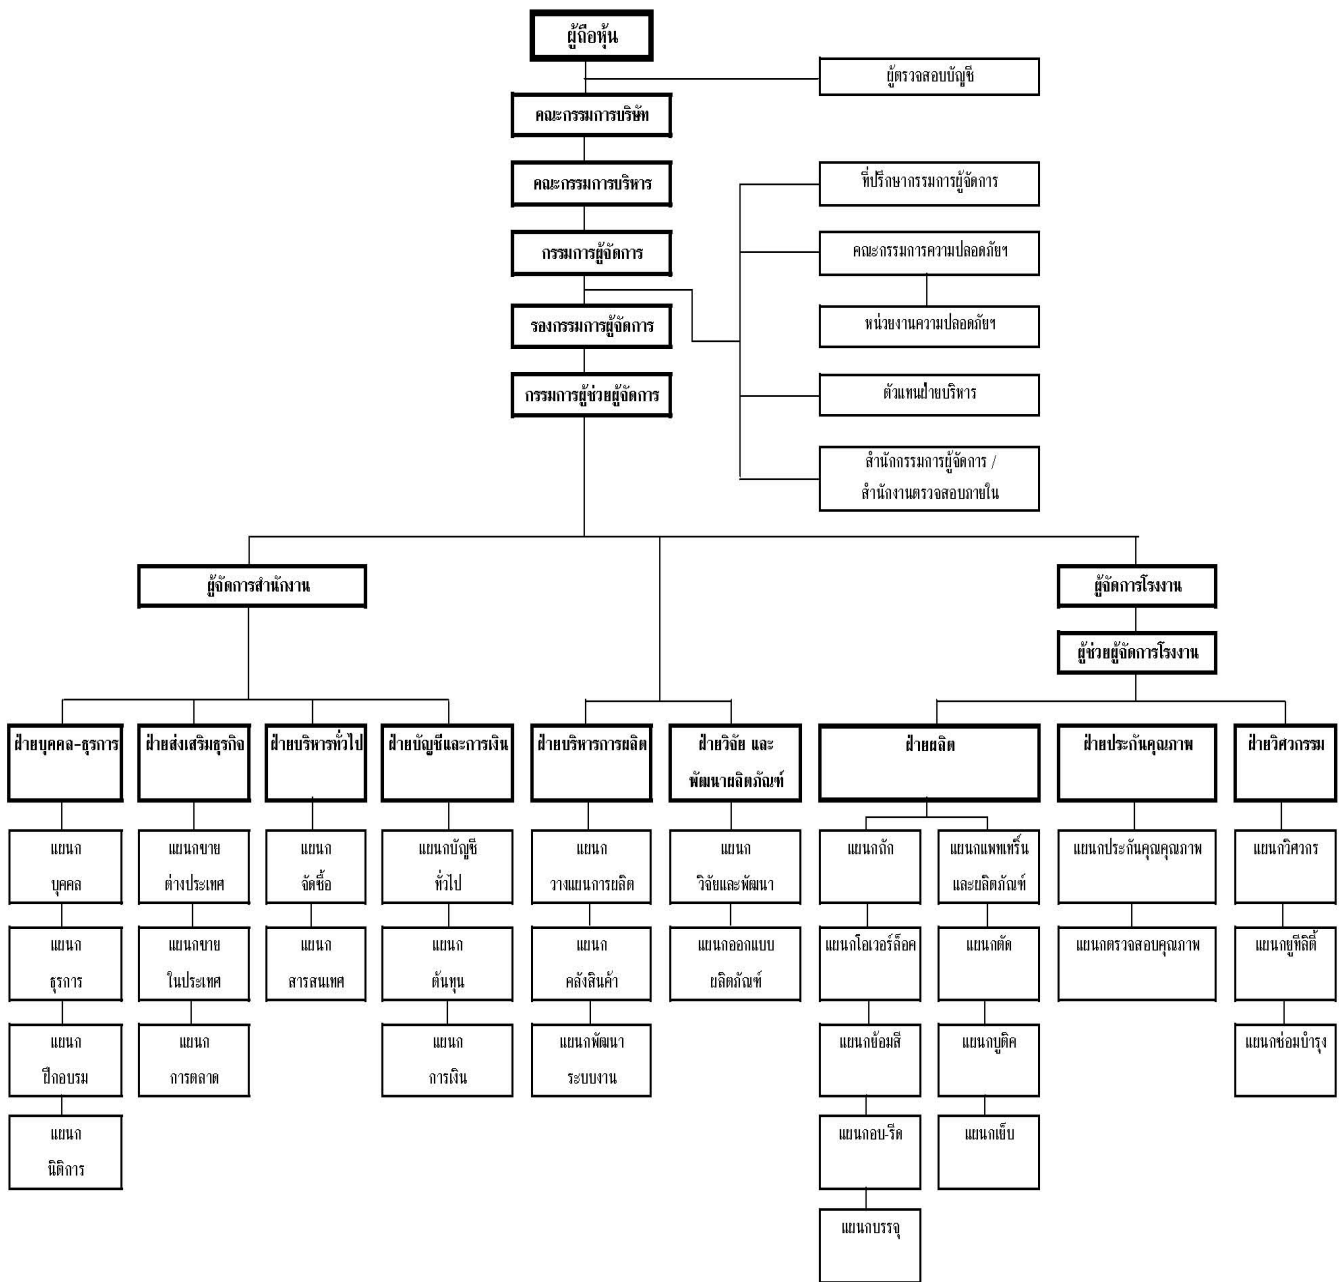 ผู้ถือหุ้น
ผู้ตรวจสอบบัญชี
คณะกรรมการบริษัท
คณะกรรมการบริหาร
ที่ปรึกษากรรมการผู้จัดการ
กรรมการผู้จัดการ
คณะกรรมการความปลอดภัยฯ
รองกรรมการผู้จัดการ
หน่วยงานความปลอดภัยฯ
กรรมการผู้ช่วยผู้จัดการ
ตัวแทนฝ่ายบริหาร
สำนักกรรมการผู้จัดการ /
สำนักงานตรวจสอบภายใน
ผู้จัดการสำนักงาน
ผู้จัดการโรงงาน
ผู้ช่วยผู้จัดการโรงงาน
ฝ่ายบุคคล-ธุรการ
ฝ่ายส่งเสริมธุรกิจ
ฝ่ายบริหารทั่วไป
ฝ่ายบัญชีและการเงิน
ฝ่ายบริหารการผลิต
ฝ่ายวิจัย และ
พัฒนาผลิตภัณฑ์
ฝ่ายผลิต
ฝ่ายประกันคุณภาพ
ฝ่ายวิศวกรรม
แผนก
บุคคล
แผนกขาย
ต่างประเทศ
แผนก
จัดซื้อ
แผนกบัญชี
ทั่วไป
แผนก
วางแผนการผลิต
แผนก
วิจัยและพัฒนา
แผนกถัก
แผนกแพทเทริ์น
และผลิตภัณฑ์
แผนกประกันคุณคุณภาพ
แผนกวิศวกร
แผนก
ธุรการ
แผนกขาย
ในประเทศ
แผนก
สารสนเทศ
แผนก
ต้นทุน
แผนก
คลังสินค้า
แผนกออกแบบ
ผลิตภัณฑ์
แผนกโอเวอร์ล็อค
แผนกตัด
แผนกตรวจสอบคุณภาพ
แผนกยูทีลิตี้
แผนก
ฝึกอบรม
แผนก
การตลาด
แผนก
การเงิน
แผนกพัฒนา
ระบบงาน
แผนกย้อมสี
แผนกบูติค
แผนกซ่อมบำรุง
แผนก
นิติการ
แผนกอบ-รีด
แผนกเย็บ
แผนกบรรจุ